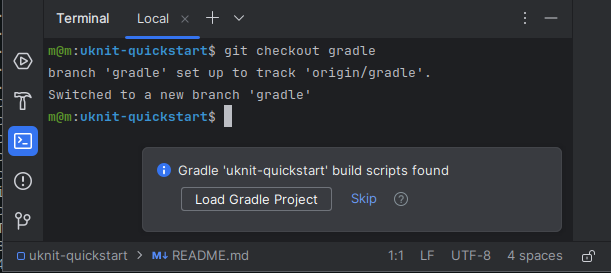 Terminal Local
m@m:uknit-quickstart$ git checkout gradle
branch 'gradle' set up to track 'origin/gradle'.
Switched to a new branch 'gradle'
m@m:uknit-quickstart$
Gradle 'uknit-quickstart' build scripts found
Load Gradle Project Skip
uknit-quickstart > README.md 1:1 LF UTF-8 4 spaces